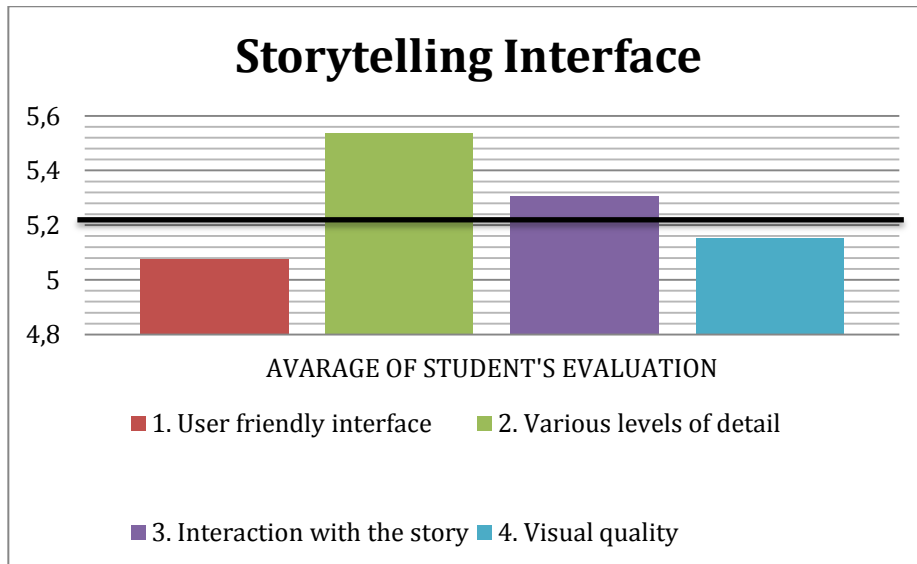 Storytelling Interface
5,6
5,4
5,2
5
4,8
AVARAGE OF STUDENT'S EVALUATION
1. User friendly interface
2. Various levels of detail
3. Interaction with the story
4. Visual quality